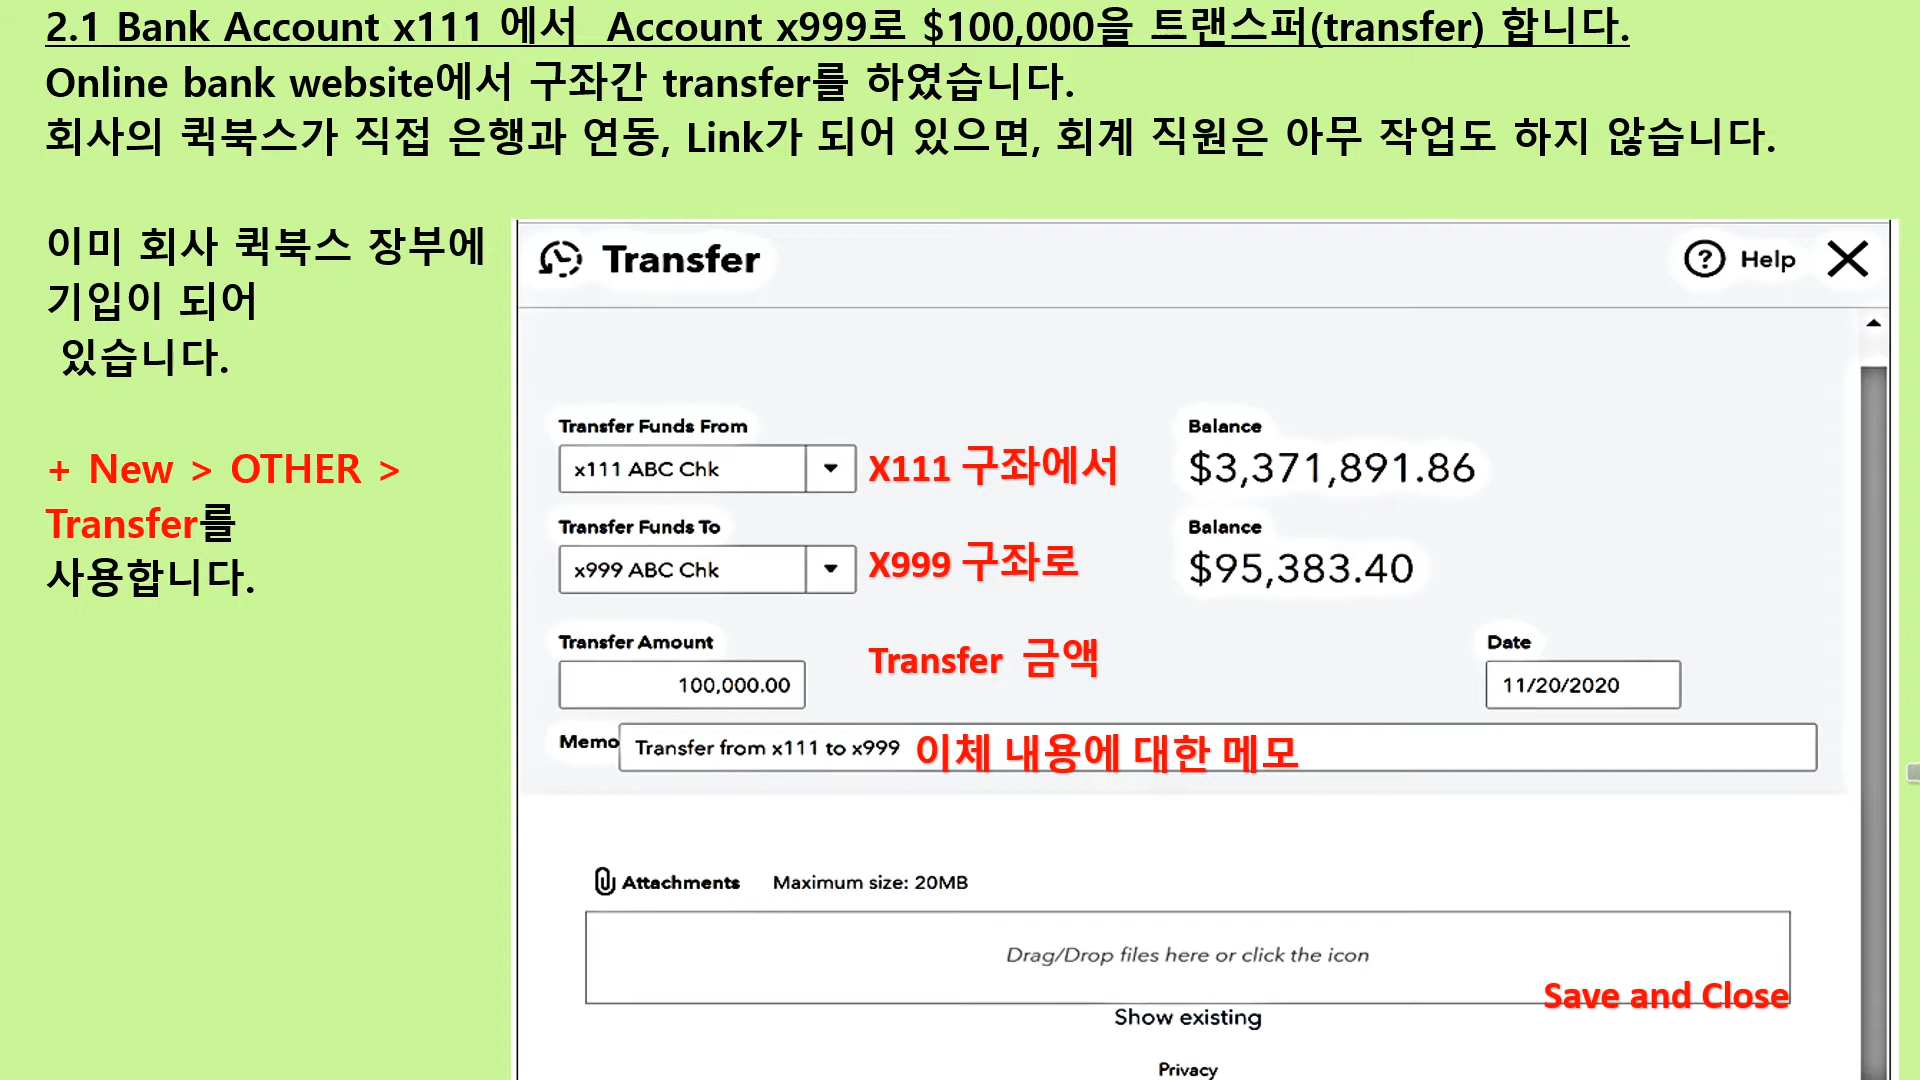 2.1 Bank Account x111 에서 Account x999로 $100,000을 트랜스퍼(transfer) 합니다.
Online bank website에서 구좌간 transfer를 하였습니다.
회사의 퀵북스가 직접 은행과 연동, Link가 되어 있으면, 회계 직원은 아무 작업도 하지 않습니다.
이미 회사 퀵북스 장부에
기입이 되어
있습니다.
+ New > OTHER >
Transfer를
사용합니다.
Transfer
? Help
Transfer Funds From
x111 ABC Chk
X111 구좌에서
Balance
$3,371,891.86
Transfer Funds To
x999 ABC Chk
X999 구좌로
Balance
$95,383.40
Transfer Amount
100,000.00
Transfer 금액
Date
11/20/2020
Memo
Transfer from x111 to x999
이체 내용에 대한 메모
Attachments
Maximum size: 20MB
Drag/Drop files here or click the icon
Save and Close
Show existing
Privacy